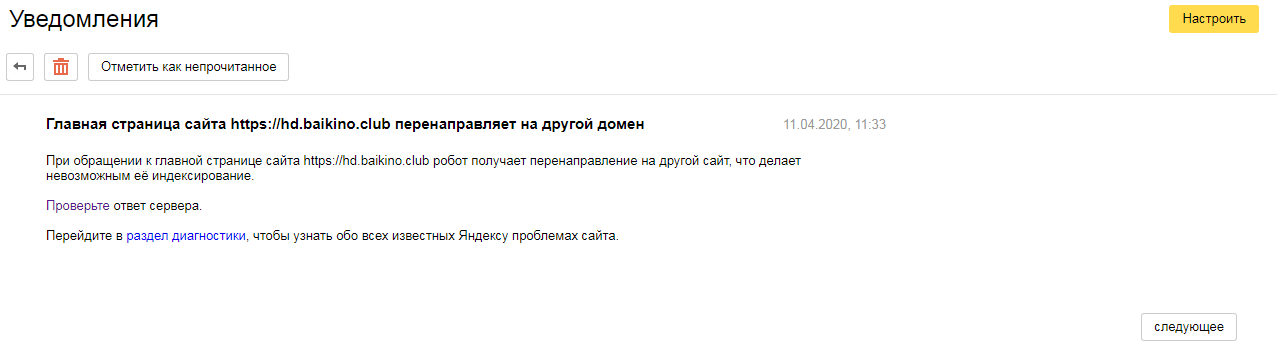 Уведомления
Настроить
Отметить как непрочитанное
Главная страница сайта https://hd.baikino.club перенаправляет на другой домен
11.04.2020, 11:33
При обращении к главной странице сайта https://hd.baikino.club робот получает перенаправление на другой сайт, что делает
невозможным её индексирование.
Проверьте ответ сервера.
Перейдите в раздел диагностики, чтобы узнать обо всех известных Яндексу проблемах сайта.
следующее